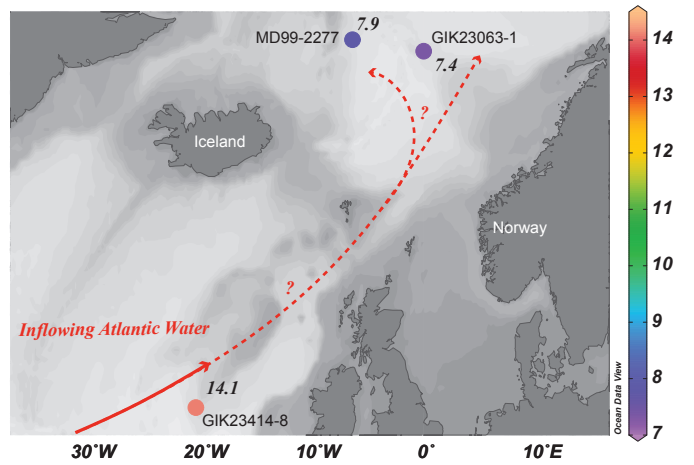 7.9
MD99-2277
GIK23063-1
7.4
?
Iceland
Norway
?
Inflowing Atlantic Water
14.1
GIK23414-8
30°W
20°W
10°W
0°
10°E
Ocean Data View
14
13
12
11
10
9
8
7